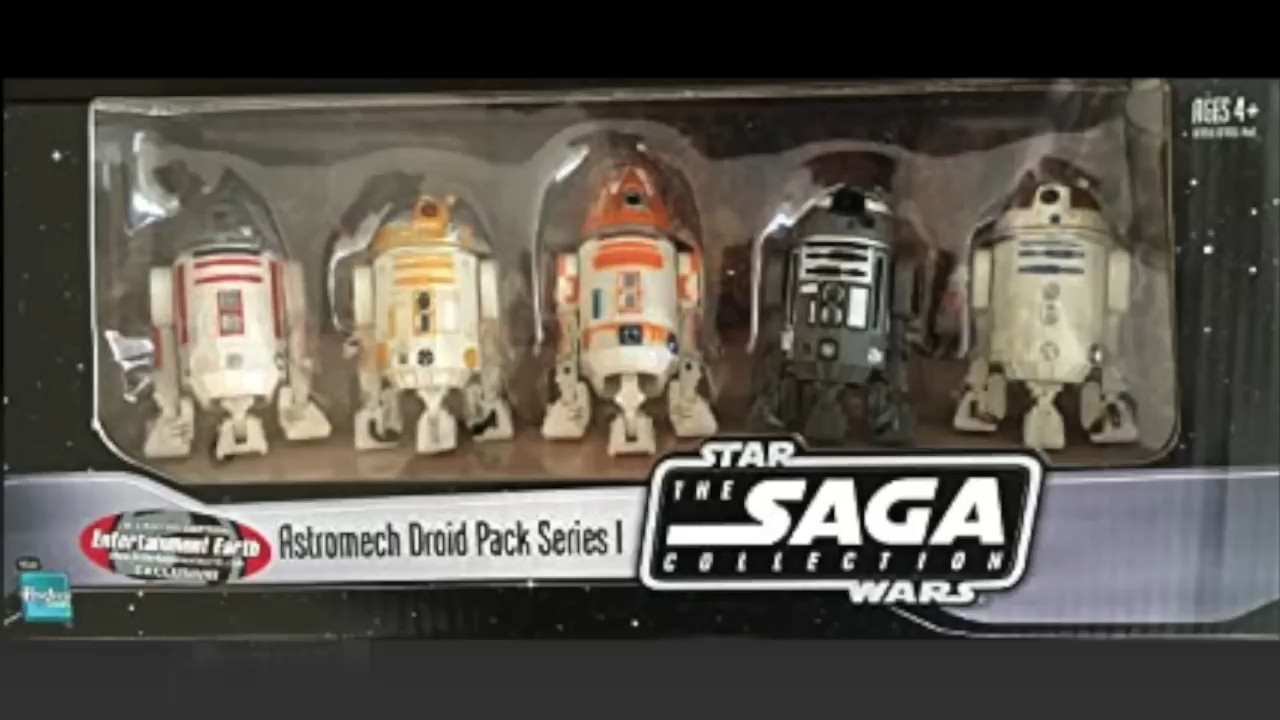 AGES 4+
STAR
THE SAGA
COLLECTION
WARS
Entertainment Earth
EXCLUSIVE
Astromech Droid Pack Series I
Hasbro